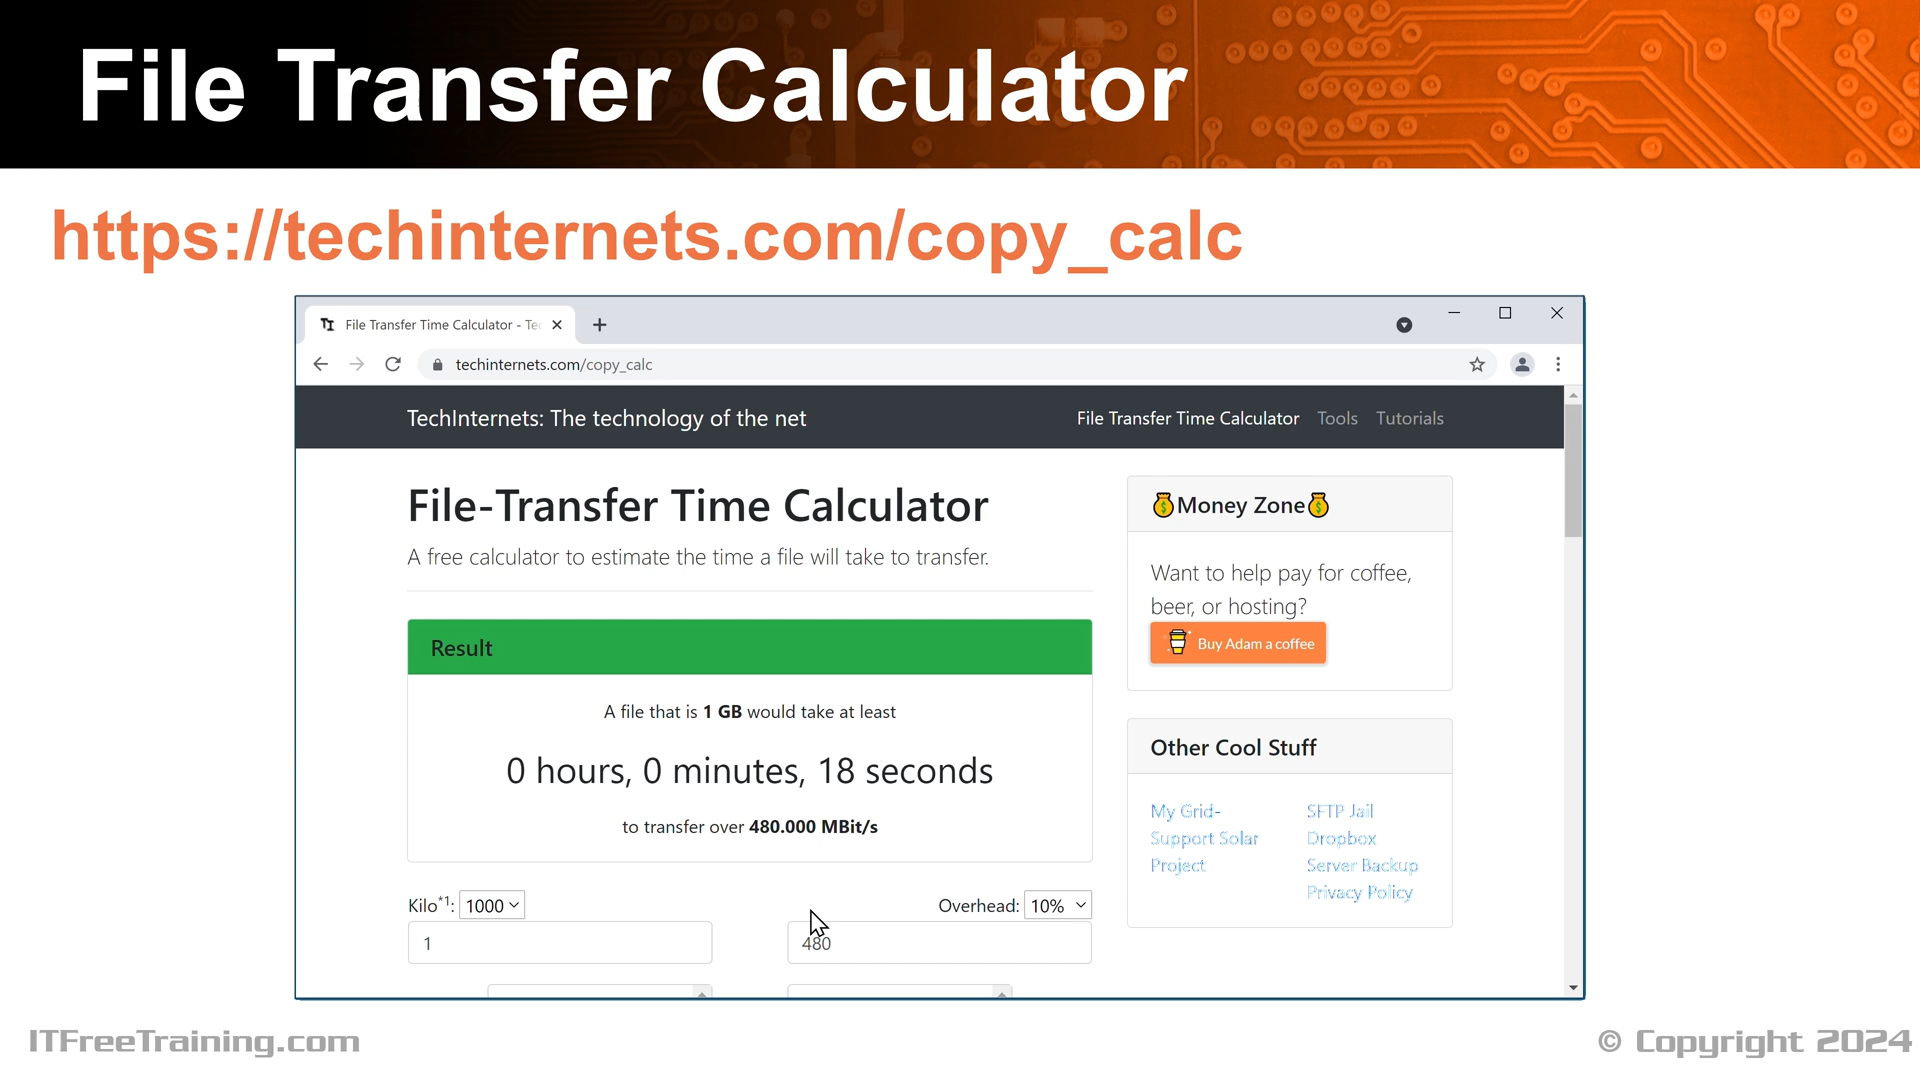 File Transfer Calculator
https://techinternets.com/copy_calc
File Transfer Time Calculator - Tec
techinternets.com/copy_calc
TechInternets: The technology of the net
File Transfer Time Calculator Tools Tutorials
File-Transfer Time Calculator
A free calculator to estimate the time a file will take to transfer.
Result
A file that is 1 GB would take at least
0 hours, 0 minutes, 18 seconds
to transfer over 480.000 MBit/s
Kilo*1: 1000
Overhead: 10%
1
480
Money Zone
Want to help pay for coffee,
beer, or hosting?
Buy Adam a coffee
Other Cool Stuff
My Grid-
Support Solar
Project
SFTP Jail
Dropbox
Server Backup
Privacy Policy
ITFreeTraining.com
© Copyright 2024